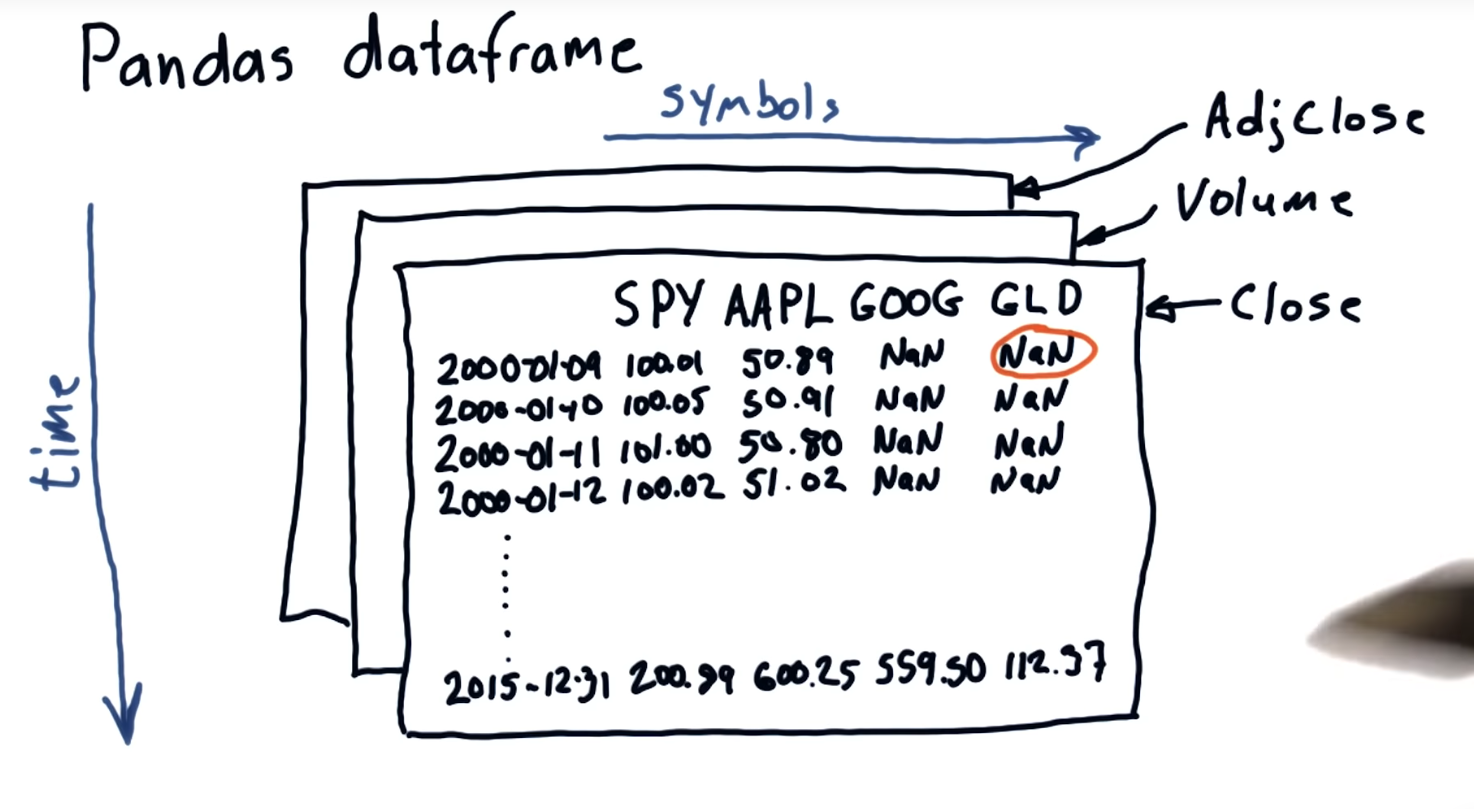 Pandas dataframe
symbols
AdjClose
Volume
Close
time
SPY AAPL GOOG GLD
2000-01-09 100.01 50.89 NaN NaN
2000-01-10 100.05 50.91 NaN NaN
2000-01-11 101.00 50.80 NaN NaN
2000-01-12 100.02 51.02 NaN NaN
2015-12-31 200.89 600.25 559.50 112.37